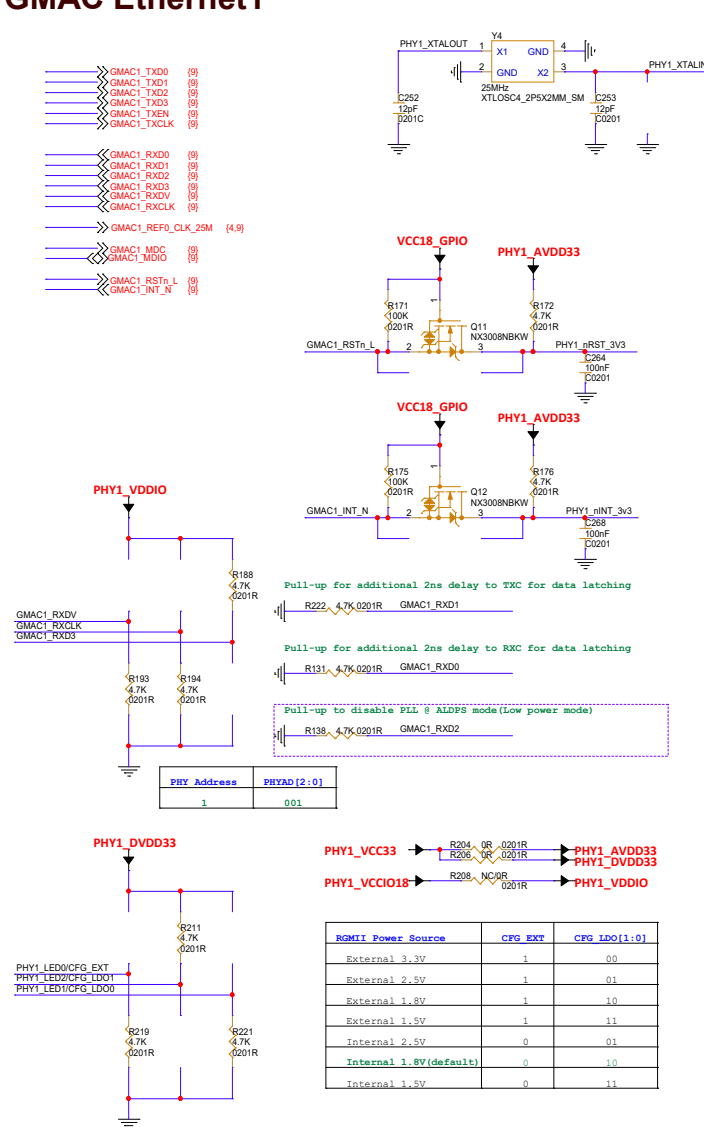 GMAC Ethernet1
GMAC1_TXD0 {9}
GMAC1_TXD1 {9}
GMAC1_TXD2 {9}
GMAC1_TXD3 {9}
GMAC1_TXEN {9}
GMAC1_TXCLK {9}
GMAC1_RXD0 {9}
GMAC1_RXD1 {9}
GMAC1_RXD2 {9}
GMAC1_RXD3 {9}
GMAC1_RXDV {9}
GMAC1_RXCLK {9}
GMAC1_REF0_CLK_25M {4,9}
GMAC1_MDC {9}
GMAC1_MDIO {9}
GMAC1_RSTn_L {9}
GMAC1_INT_N {9}
Y4
PHY1_XTALOUT 1 X1 GND 4
2 GND X2 3 PHY1_XTALIN
25MHz
XTLOSC4_2P5X2MM_SM
C252
12pF
0201C
C253
12pF
C0201
VCC18_GPIO
PHY1_AVDD33
R171
100K
0201R
1
Q11
NX3008NBKW
R172
4.7K
0201R
GMAC1_RSTn_L 2 3 PHY1_nRST_3V3
C264
100nF
C0201
VCC18_GPIO
PHY1_AVDD33
R175
100K
0201R
1
Q12
NX3008NBKW
R176
4.7K
0201R
GMAC1_INT_N 2 3 PHY1_nINT_3v3
C268
100nF
C0201
PHY1_VDDIO
R188
4.7K
0201R
GMAC1_RXDV
GMAC1_RXCLK
GMAC1_RXD3
R193
4.7K
0201R
R194
4.7K
0201R
Pull-up for additional 2ns delay to TXC for data latching
R222 4.7K 0201R GMAC1_RXD1
Pull-up for additional 2ns delay to RXC for data latching
R131 4.7K 0201R GMAC1_RXD0
Pull-up to disable PLL @ ALDPS mode(Low power mode)
R138 4.7K 0201R GMAC1_RXD2
PHY Address PHYAD[2:0]
1 001
PHY1_DVDD33
R211
4.7K
0201R
PHY1_LED0/CFG_EXT
PHY1_LED2/CFG_LDO1
PHY1_LED1/CFG_LDO0
R219
4.7K
0201R
R221
4.7K
0201R
PHY1_VCC33 R204 0R 0201R PHY1_AVDD33
R206 0R 0201R PHY1_DVDD33
PHY1_VCCIO18 R208 NC/0R 0201R PHY1_VDDIO
RGMII Power Source CFG_EXT CFG_LDO[1:0]
External 3.3V 1 00
External 2.5V 1 01
External 1.8V 1 10
External 1.5V 1 11
Internal 2.5V 0 01
Internal 1.8V(default) 0 10
Internal 1.5V 0 11